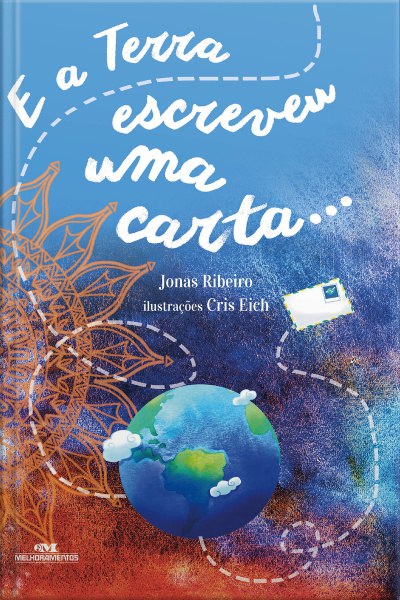 E a Terra
escreveu
uma
carta...
Jonas Ribeiro
ilustrações Cris Eich
MELHORAMENTOS